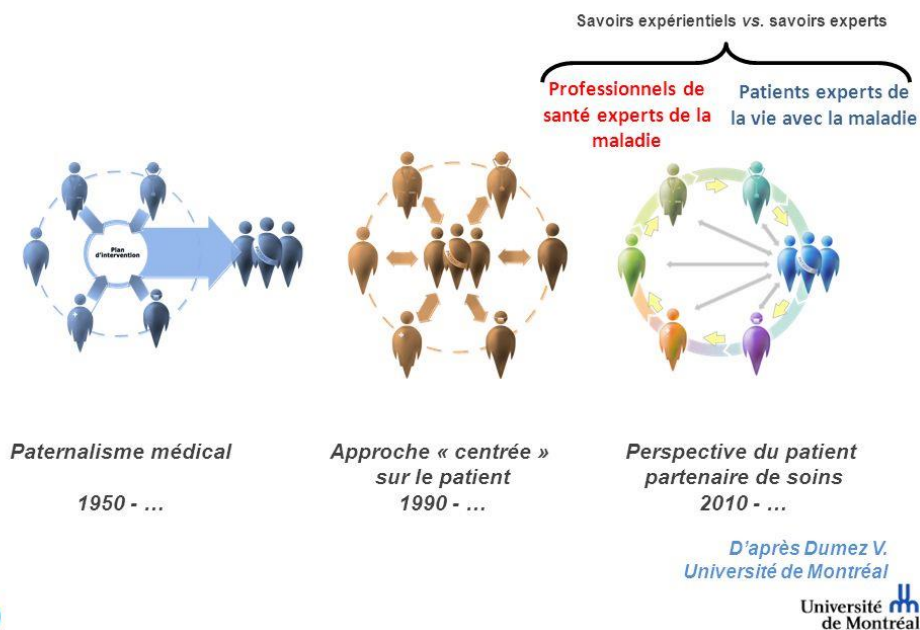 Savoirs expérientiels vs. savoirs experts
Professionnels de
santé experts de la
maladie
Patients experts de
la vie avec la maladie
Plan
d'intervention
Paternalisme médical
1950 - …
Approche « centrée »
sur le patient
1990 - …
Perspective du patient
partenaire de soins
2010 - …
D'après Dumez V.
Université de Montréal
Université
de Montréal